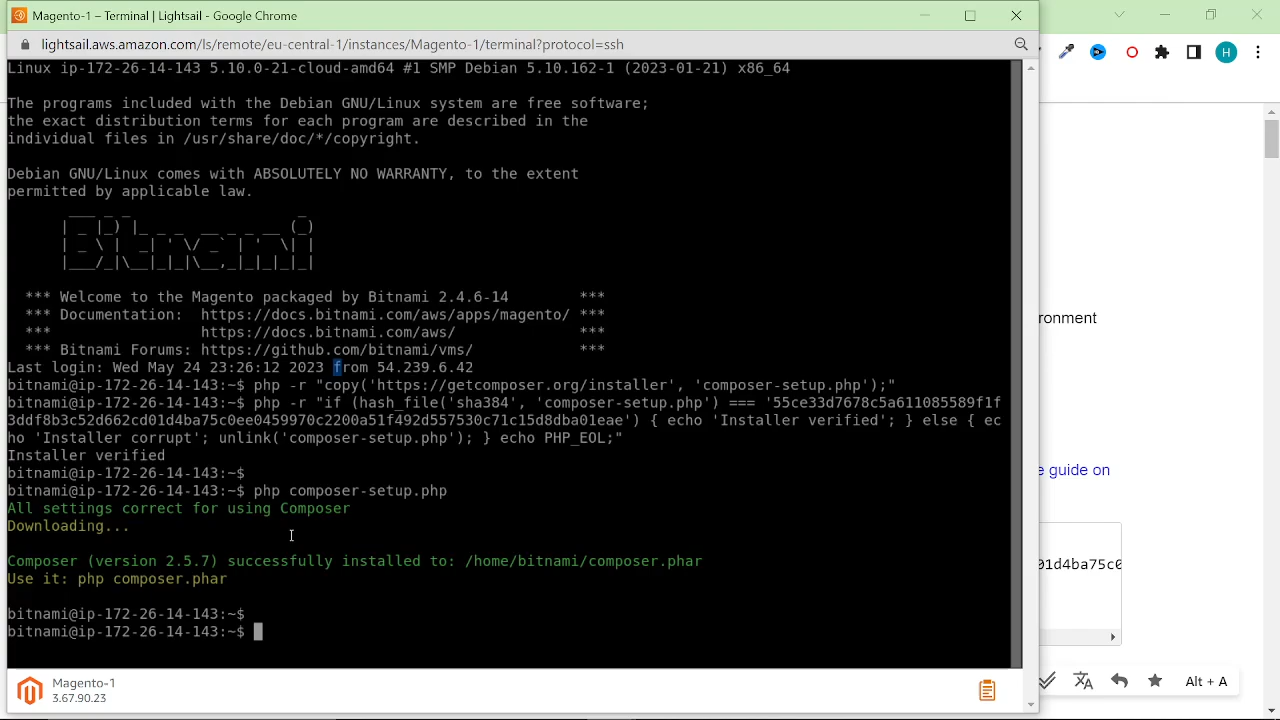 Magento-1 – Terminal | Lightsail - Google Chrome
lightsail.aws.amazon.com/ls/remote/eu-central-1/instances/Magento-1/terminal?protocol=ssh
H
Linux ip-172-26-14-143 5.10.0-21-cloud-amd64 #1 SMP Debian 5.10.162-1 (2023-01-21) x86_64
The programs included with the Debian GNU/Linux system are free software;
the exact distribution terms for each program are described in the
individual files in /usr/share/doc/*/copyright.
Debian GNU/Linux comes with ABSOLUTELY NO WARRANTY, to the extent
permitted by applicable law.
Bitnami
*** Welcome to the Magento packaged by Bitnami 2.4.6-14 ***
*** Documentation: https://docs.bitnami.com/aws/apps/magento/ ***
*** https://docs.bitnami.com/aws/ ***
*** Bitnami Forums: https://github.com/bitnami/vms/ ***
Last login: Wed May 24 23:26:12 2023 from 54.239.6.42
bitnami@ip-172-26-14-143:~$ php -r "copy('https://getcomposer.org/installer', 'composer-setup.php');"
bitnami@ip-172-26-14-143:~$ php -r "if (hash_file('sha384', 'composer-setup.php') === '55ce33d7678c5a611085589f1f
3ddf8b3c52d662cd01d4ba75c0ee0459970c2200a51f492d557530c71c15d8dba01eae') { echo 'Installer verified'; } else { ec
ho 'Installer corrupt'; unlink('composer-setup.php'); } echo PHP_EOL;"
Installer verified
bitnami@ip-172-26-14-143:~$
bitnami@ip-172-26-14-143:~$ php composer-setup.php
All settings correct for using Composer
Downloading...
Composer (version 2.5.7) successfully installed to: /home/bitnami/composer.phar
Use it: php composer.phar
bitnami@ip-172-26-14-143:~$
bitnami@ip-172-26-14-143:~$
Magento-1
3.67.90.23
ronment
e guide on
01d4ba75c0
Alt + A